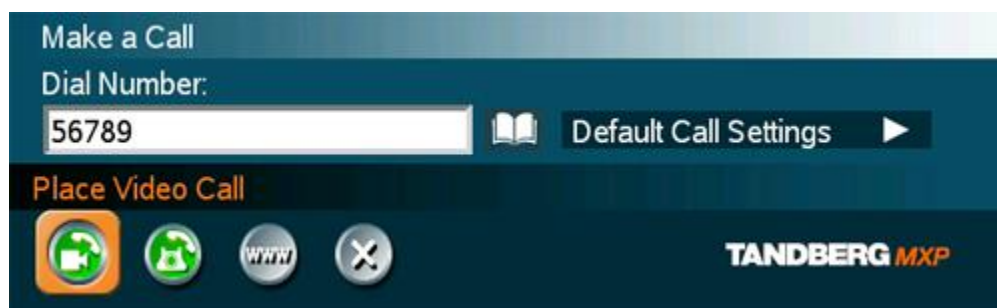 Make a Call
Dial Number:
56789
Default Call Settings
Place Video Call
www
TANDBERG MXP